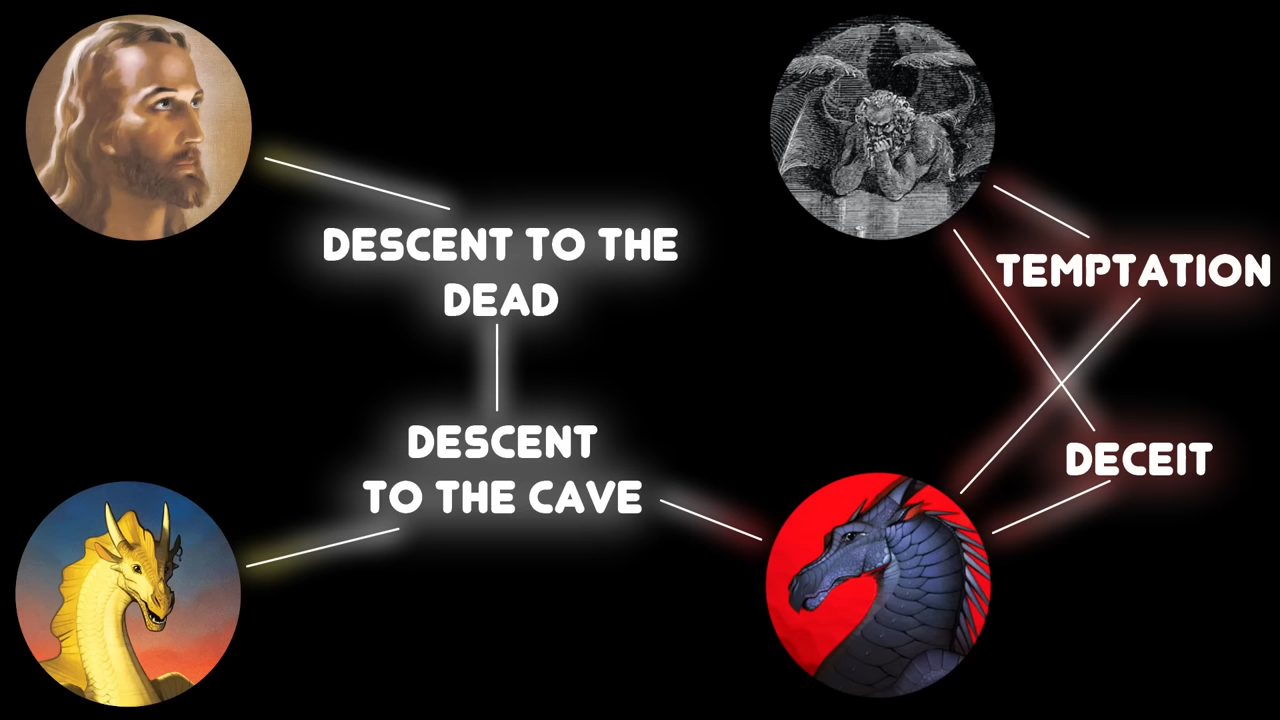 DESCENT TO THE
DEAD
DESCENT
TO THE CAVE
TEMPTATION
DECEIT